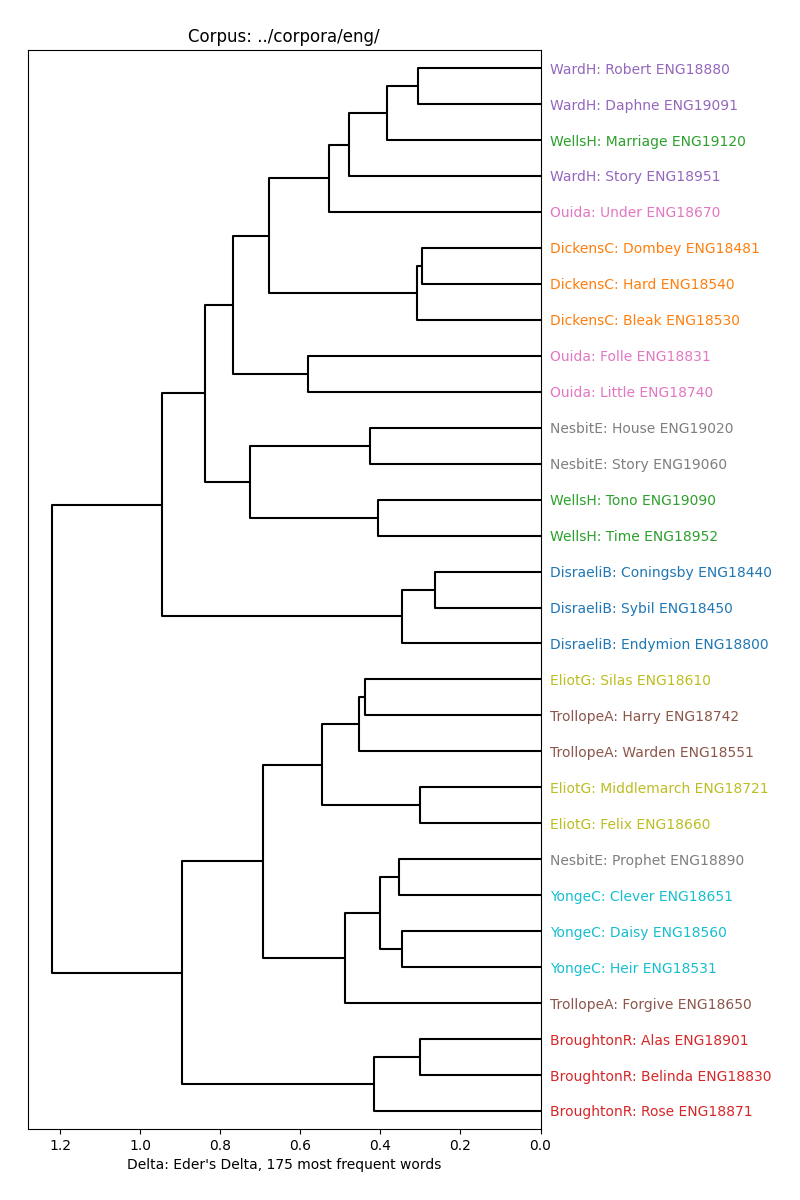 Corpus: ../corpora/eng/
WardH: Robert ENG18880
WardH: Daphne ENG19091
WellsH: Marriage ENG19120
WardH: Story ENG18951
Ouida: Under ENG18670
DickensC: Dombey ENG18481
DickensC: Hard ENG18540
DickensC: Bleak ENG18530
Ouida: Folle ENG18831
Ouida: Little ENG18740
NesbitE: House ENG19020
NesbitE: Story ENG19060
WellsH: Tono ENG19090
WellsH: Time ENG18952
DisraeliB: Coningsby ENG18440
DisraeliB: Sybil ENG18450
DisraeliB: Endymion ENG18800
EliotG: Silas ENG18610
TrollopeA: Harry ENG18742
TrollopeA: Warden ENG18551
EliotG: Middlemarch ENG18721
EliotG: Felix ENG18660
NesbitE: Prophet ENG18890
YongeC: Clever ENG18651
YongeC: Daisy ENG18560
YongeC: Heir ENG18531
TrollopeA: Forgive ENG18650
BroughtonR: Alas ENG18901
BroughtonR: Belinda ENG18830
BroughtonR: Rose ENG18871
1.2 1.0 0.8 0.6 0.4 0.2 0.0
Delta: Eder's Delta, 175 most frequent words